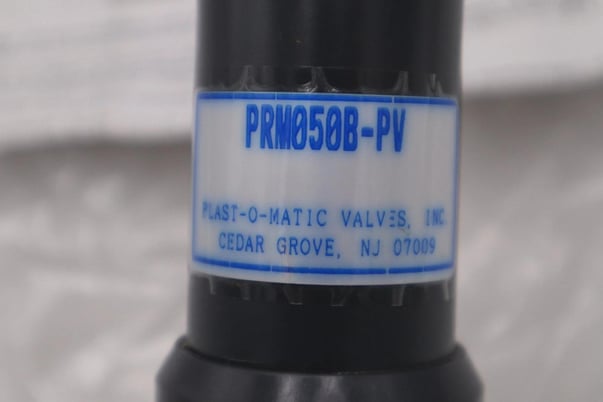 PRM050B-PV
PLAST-O-MATIC VALVES, INC
CEDAR GROVE, NJ 07009